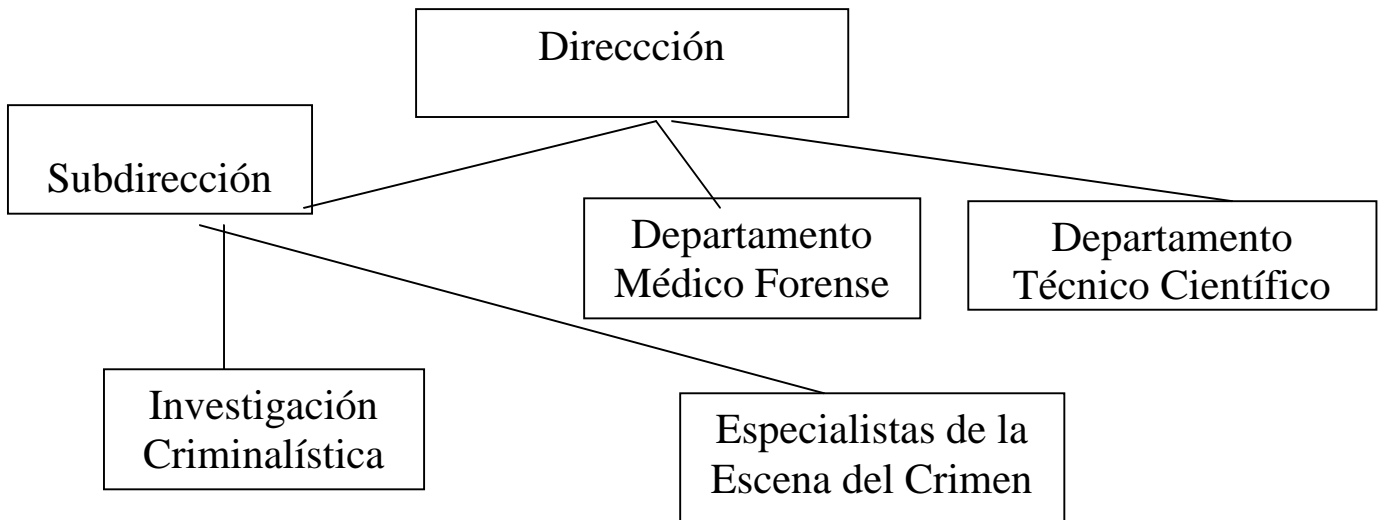 Direccción
Subdirección
Departamento
Médico Forense
Departamento
Técnico Científico
Investigación
Criminalística
Especialistas de la
Escena del Crimen